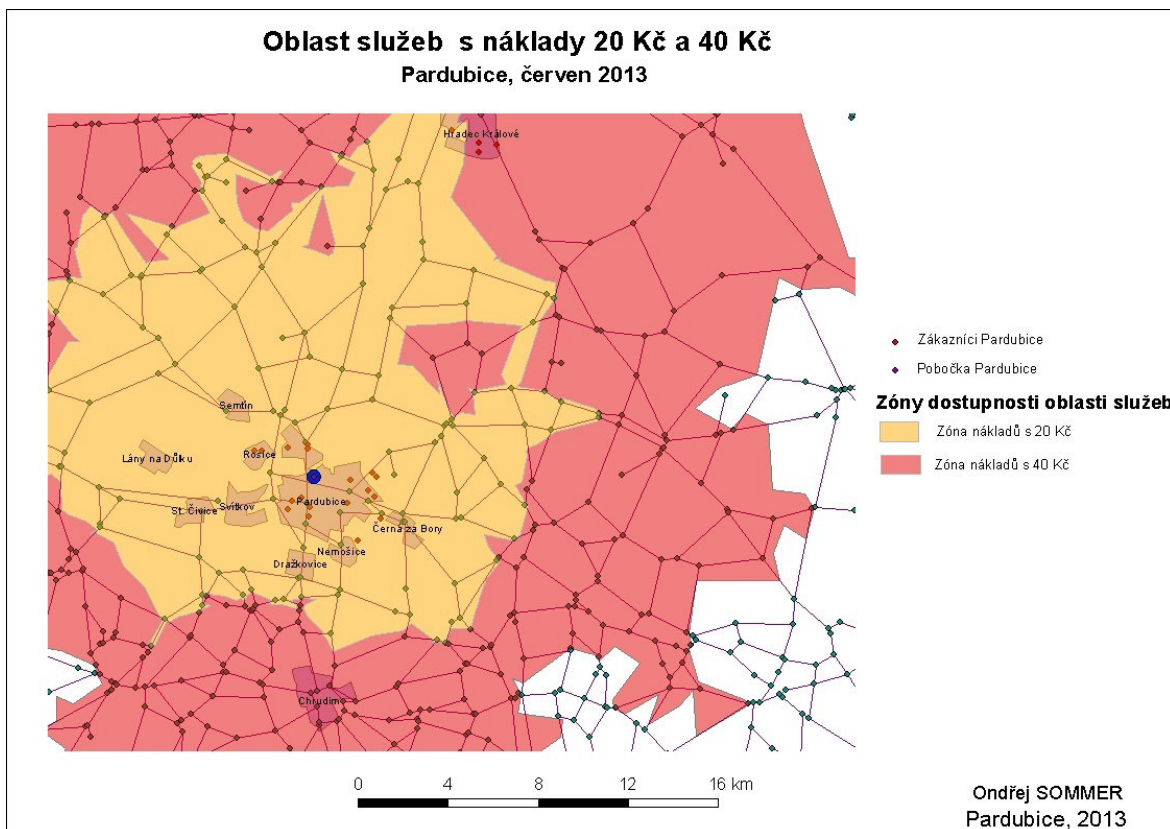 Oblast služeb s náklady 20 Kč a 40 Kč
Pardubice, červen 2013
Hradec Králové
Zákazníci Pardubice
Pobočka Pardubice
Zóny dostupnosti oblasti služeb
Zóna nákladů s 20 Kč
Zóna nákladů s 40 Kč
Semtín
Rosice
Lány na Důlku
Pardubice
St. Čivice
Svítkov
Černá za Bory
Nemošice
Dražkovice
Chrudim
0 4 8 12 16 km
Ondřej SOMMER
Pardubice, 2013